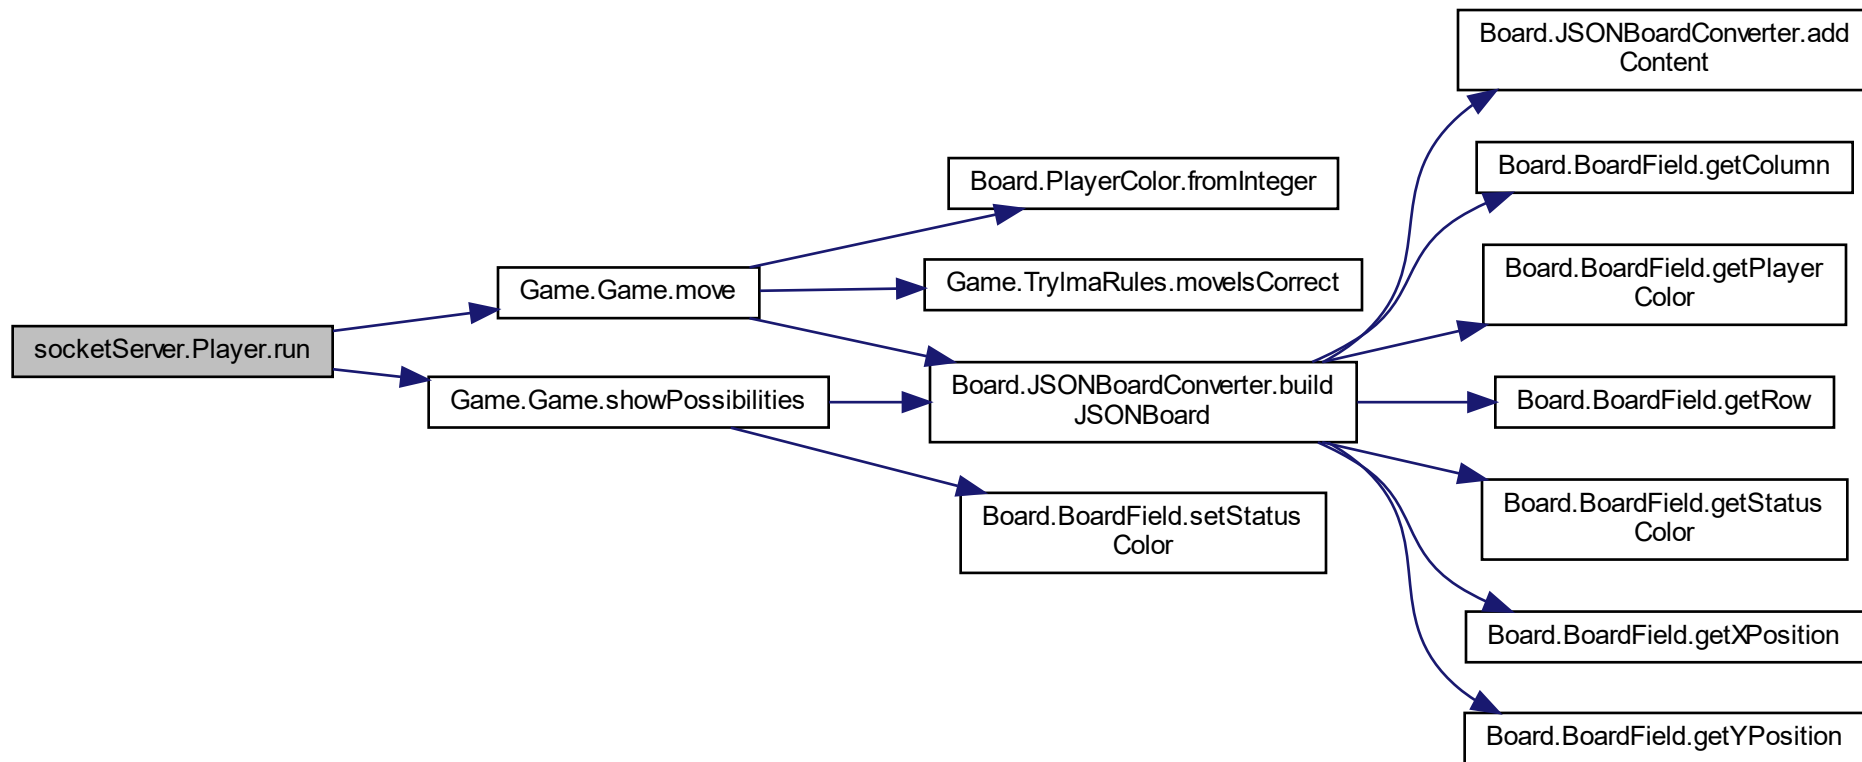 socketServer.Player.run
Game.Game.move
Game.Game.showPossibilities
Board.PlayerColor.fromInteger
Game.TrylmaRules.moveIsCorrect
Board.JSONBoardConverter.build
JSONBoard
Board.BoardField.setStatus
Color
Board.JSONBoardConverter.add
Content
Board.BoardField.getColumn
Board.BoardField.getPlayer
Color
Board.BoardField.getRow
Board.BoardField.getStatus
Color
Board.BoardField.getXPosition
Board.BoardField.getYPosition